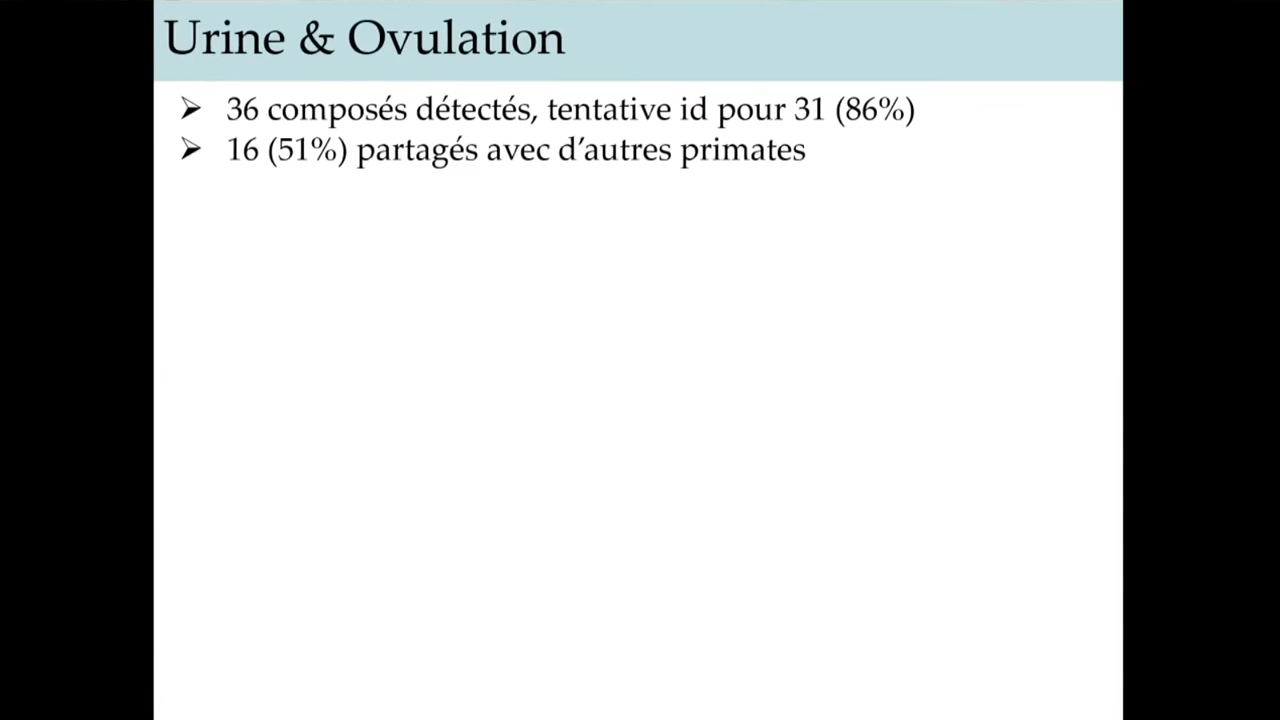 Urine & Ovulation
➢ 36 composés détectés, tentative id pour 31 (86%)
➢ 16 (51%) partagés avec d’autres primates